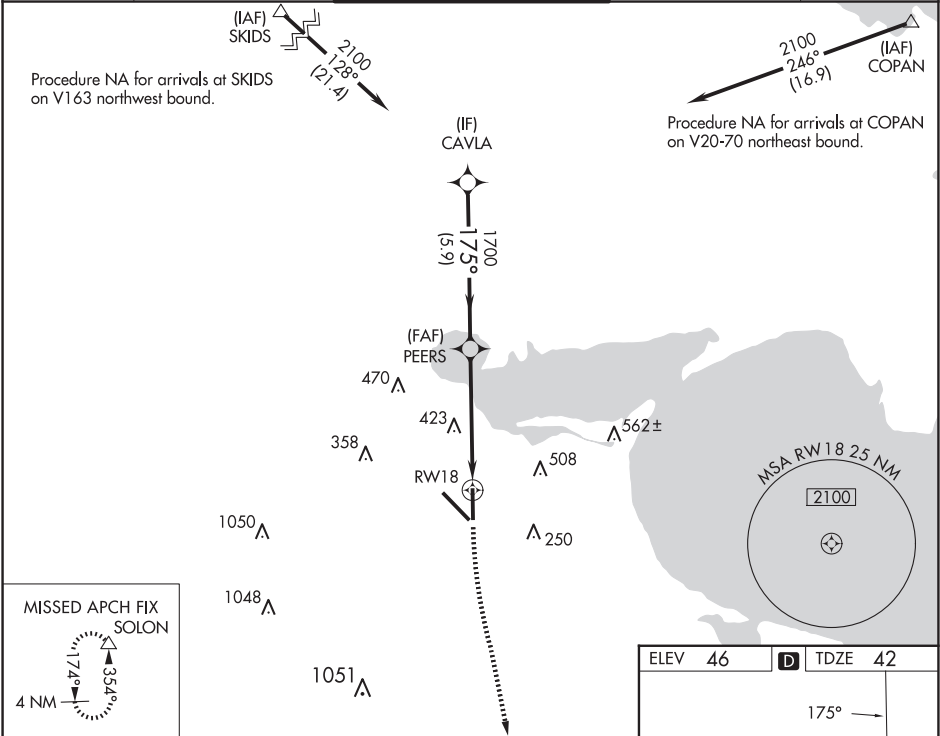 (IAF)
SKIDS
2100
128°
(21.4)
2100
246°
(16.9)
(IAF)
COPAN
Procedure NA for arrivals at SKIDS
on V163 northwest bound.
Procedure NA for arrivals at COPAN
on V20-70 northeast bound.
(IF)
CAVLA
1700
175°
(5.9)
(FAF)
PEERS
470
423
562±
358
508
RW18
MSA RW18 25 NM
2100
1050
250
1048
MISSED APCH FIX
SOLON
174°
354°
4 NM
1051
ELEV 46 D TDZE 42
175°